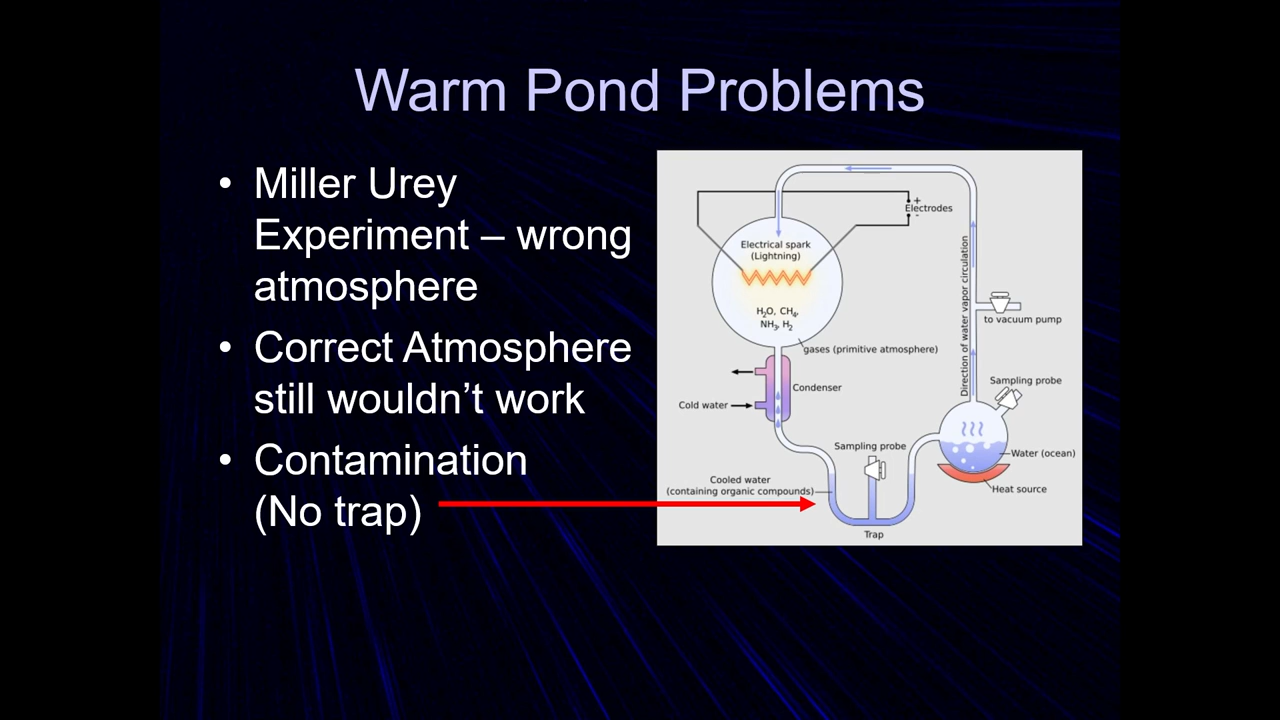 Warm Pond Problems
• Miller Urey
Experiment – wrong
atmosphere
• Correct Atmosphere
still wouldn't work
• Contamination
(No trap)
+
Electrodes
-
Electrical spark
(Lightning)
H₂O, CH₄,
NH₃, H₂
gases (primitive atmosphere)
Direction of water vapor circulation
to vacuum pump
Condenser
Cold water
Sampling probe
Sampling probe
Water (ocean)
Heat source
Cooled water
(containing organic compounds)
Trap